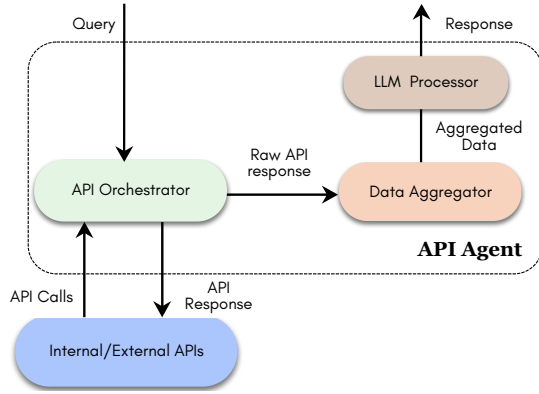 Query
Response
LLM Processor
Aggregated
Data
Raw API
response
API Orchestrator
Data Aggregator
API Agent
API Calls
API
Response
Internal/External APIs